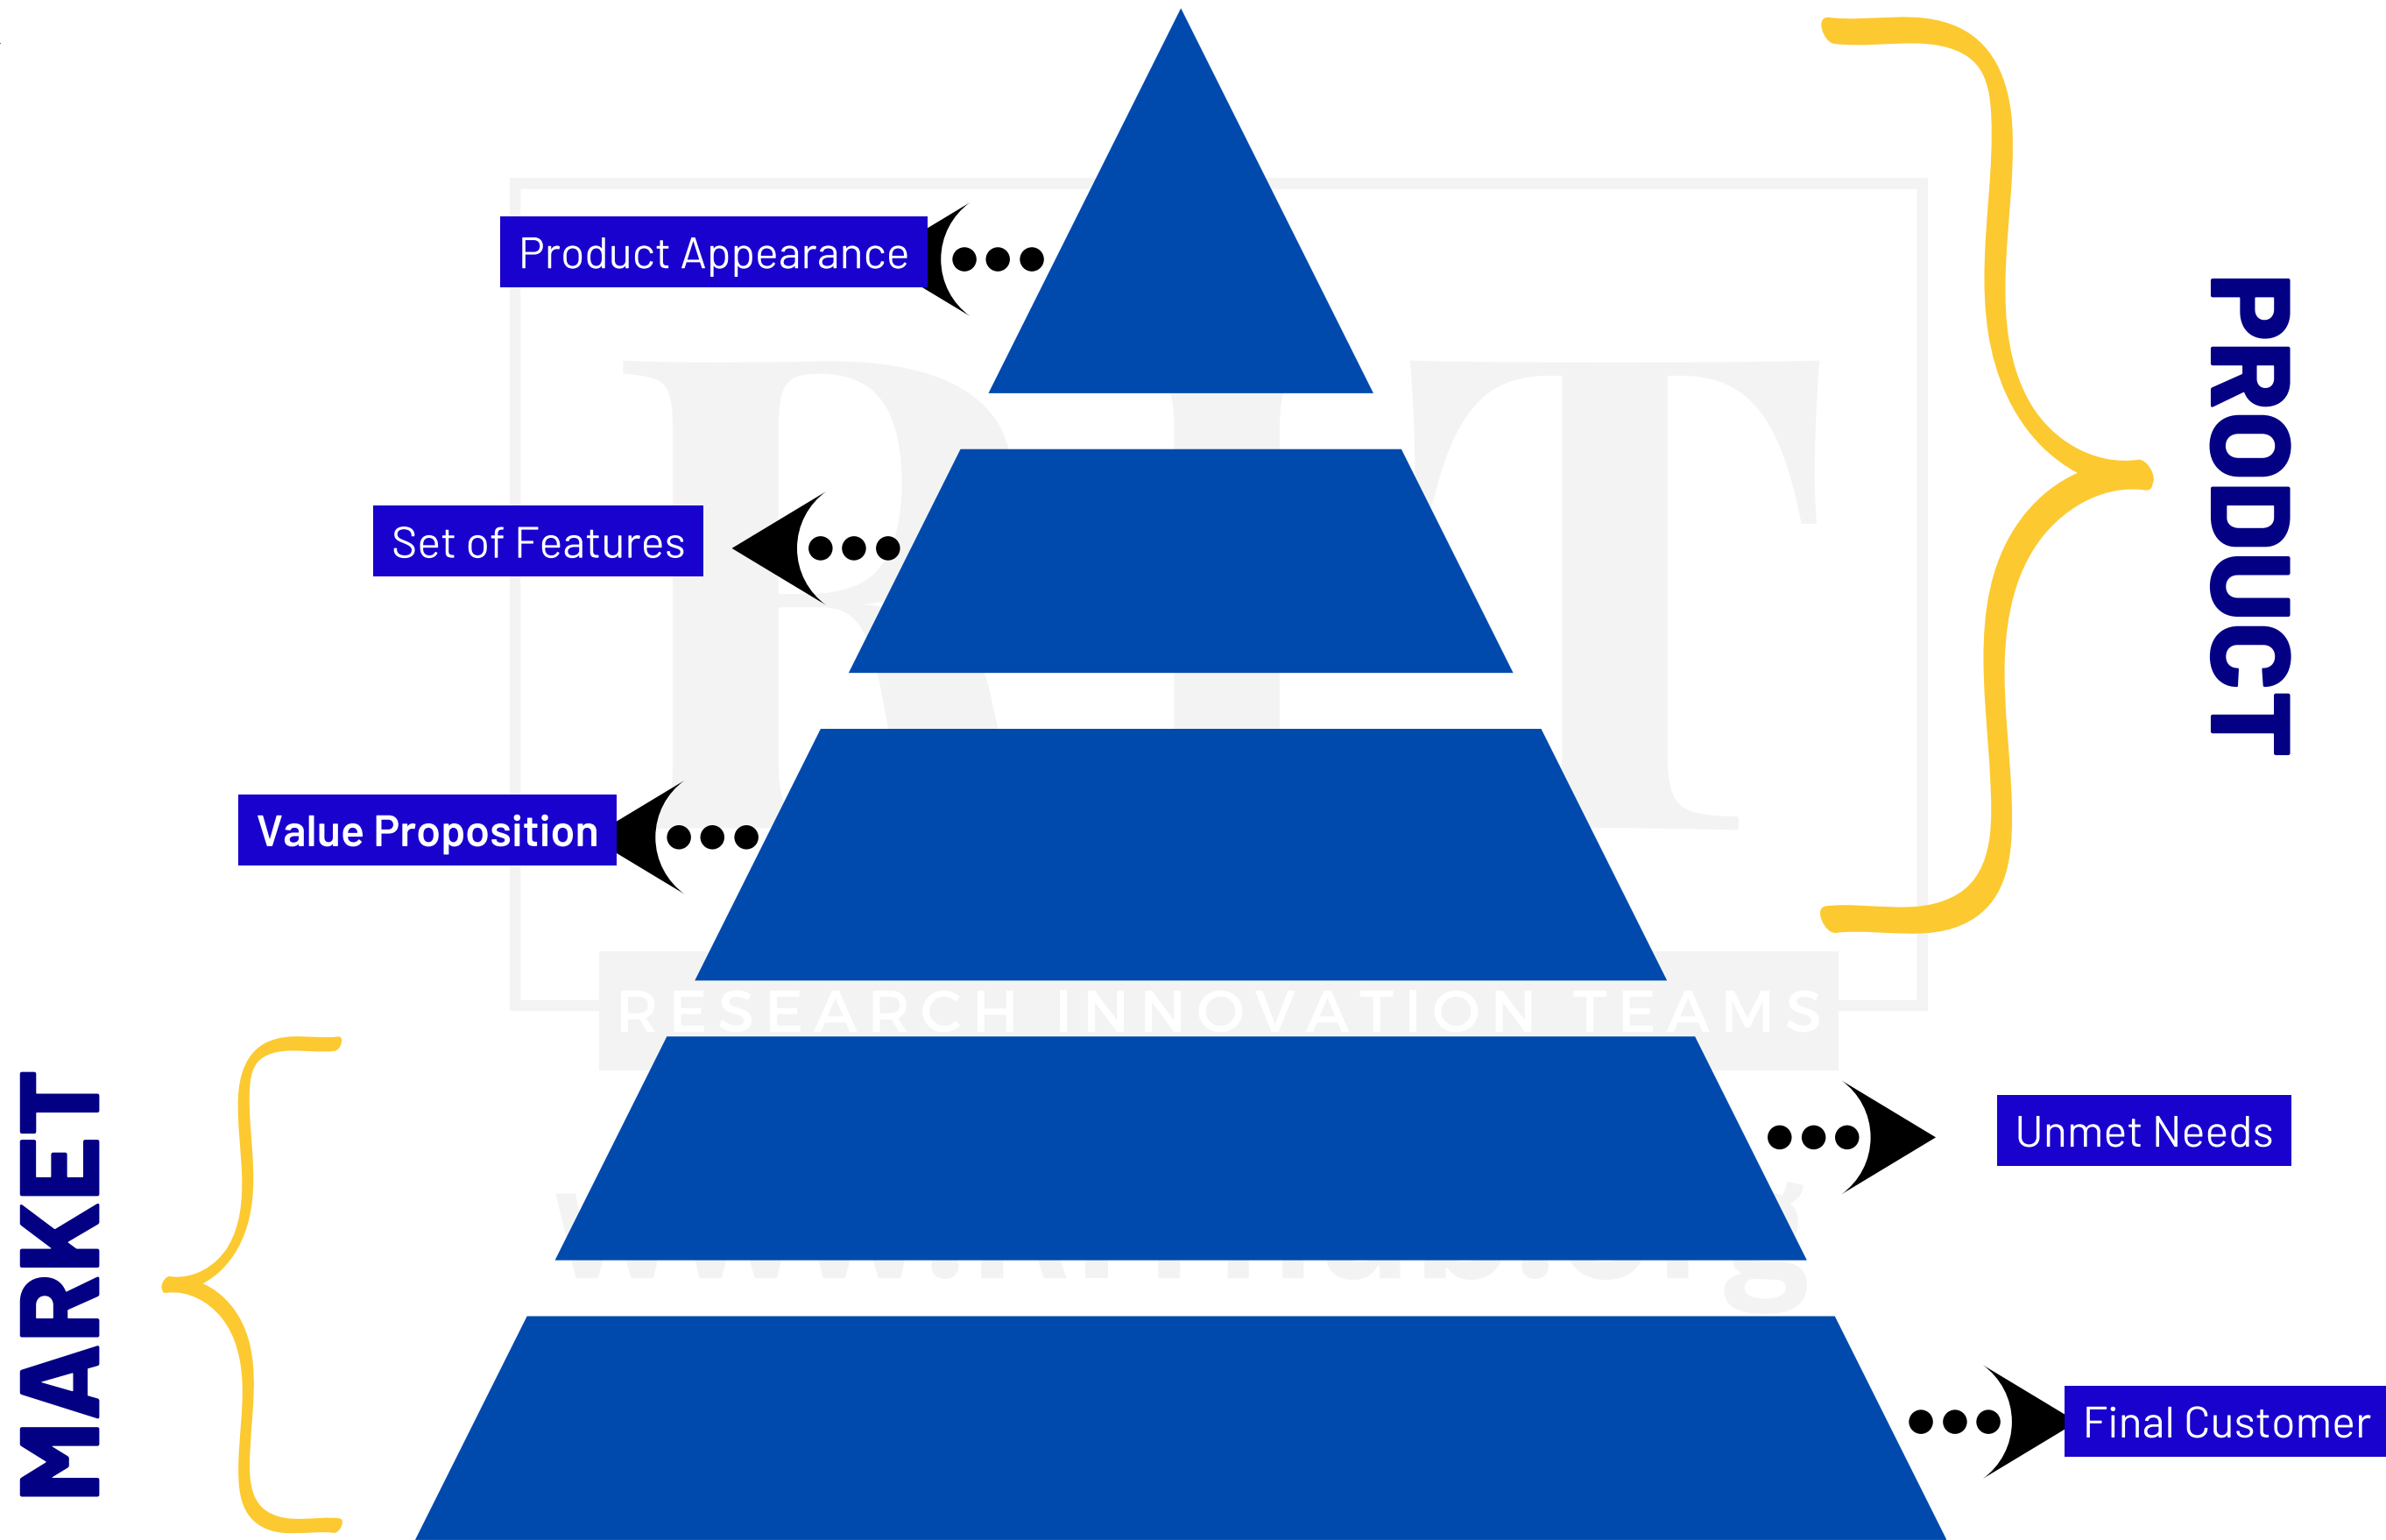 Product Appearance
PRODUCT
Set of Features
Value Proposition
RESEARCH INNOVATION TEAMS
MARKET
Unmet Needs
Final Customer